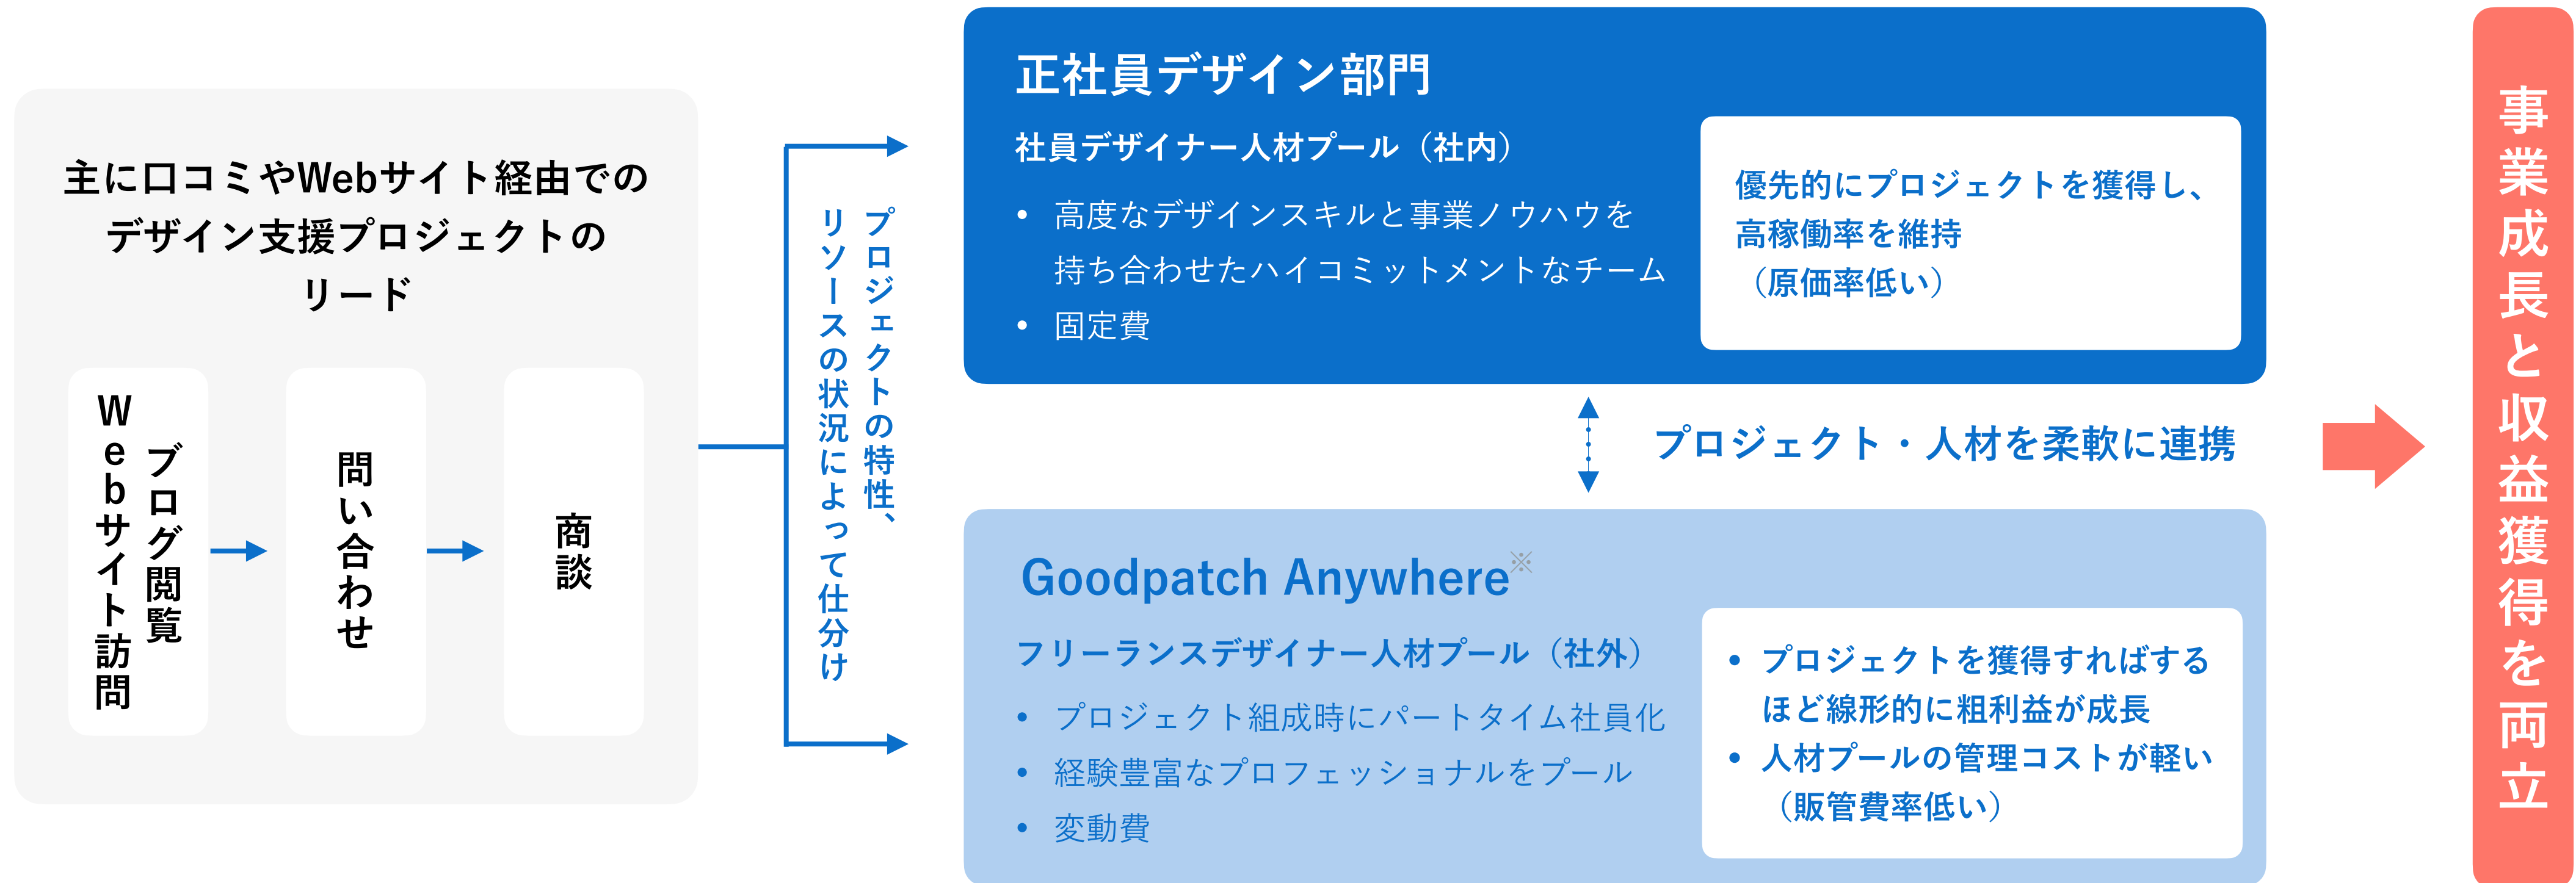 主に口コミやWebサイト経由での
デザイン支援プロジェクトの
リード
ブログ閲覧
Webサイト訪問
問い合わせ
商談
プロジェクトの特性、
リソースの状況によって仕分け
正社員デザイン部門
社員デザイナー人材プール（社内）
• 高度なデザインスキルと事業ノウハウを
持ち合わせたハイコミットメントなチーム
• 固定費
優先的にプロジェクトを獲得し、
高稼働率を維持
（原価率低い）
プロジェクト・人材を柔軟に連携
Goodpatch Anywhere※
フリーランスデザイナー人材プール（社外）
• プロジェクト組成時にパートタイム社員化
• 経験豊富なプロフェッショナルをプール
• 変動費
• プロジェクトを獲得すればする
ほど線形的に粗利益が成長
• 人材プールの管理コストが軽い
（販管費率低い）
事業成長と収益獲得を両立